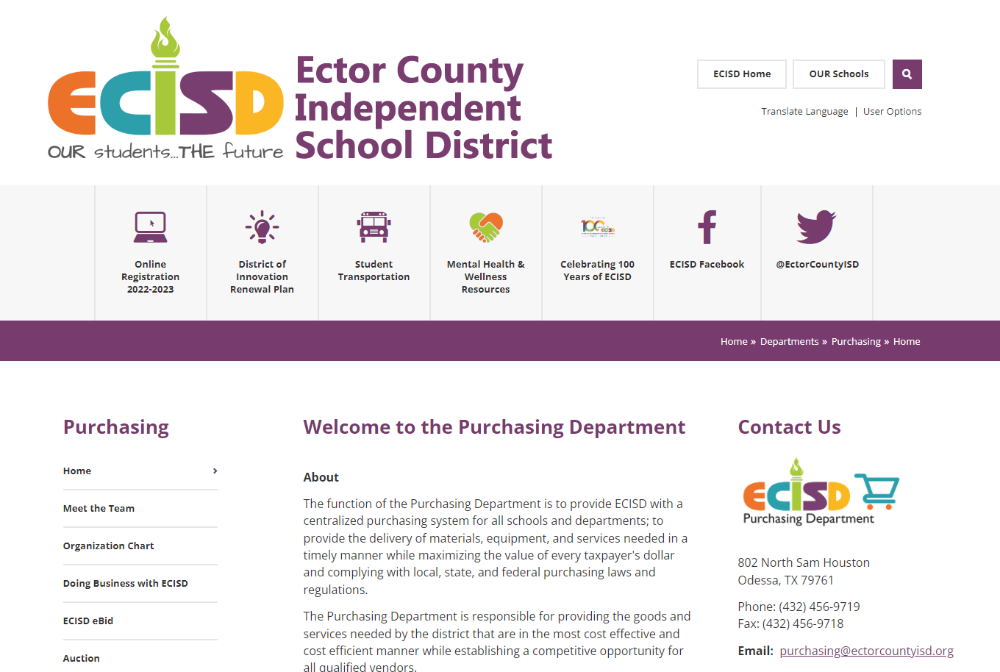 ECISD
OUR students...THE future
Ector County
Independent
School District
ECISD Home
OUR Schools
Translate Language | User Options
Online
Registration
2022-2023
District of
Innovation
Renewal Plan
Student
Transportation
Mental Health &
Wellness
Resources
100
ECISD
Celebrating 100
Years of ECISD
ECISD Facebook
@EctorCountyISD
Home » Departments » Purchasing » Home
Purchasing
Home
Meet the Team
Organization Chart
Doing Business with ECISD
ECISD eBid
Auction
Welcome to the Purchasing Department
About
The function of the Purchasing Department is to provide ECISD with a
centralized purchasing system for all schools and departments; to
provide the delivery of materials, equipment, and services needed in a
timely manner while maximizing the value of every taxpayer's dollar
and complying with local, state, and federal purchasing laws and
regulations.
The Purchasing Department is responsible for providing the goods and
services needed by the district that are in the most cost effective and
cost efficient manner while establishing a competitive opportunity for
all qualified vendors.
Contact Us
ECISD
Purchasing Department
802 North Sam Houston
Odessa, TX 79761
Phone: (432) 456-9719
Fax: (432) 456-9718
Email: purchasing@ectorcountyisd.org